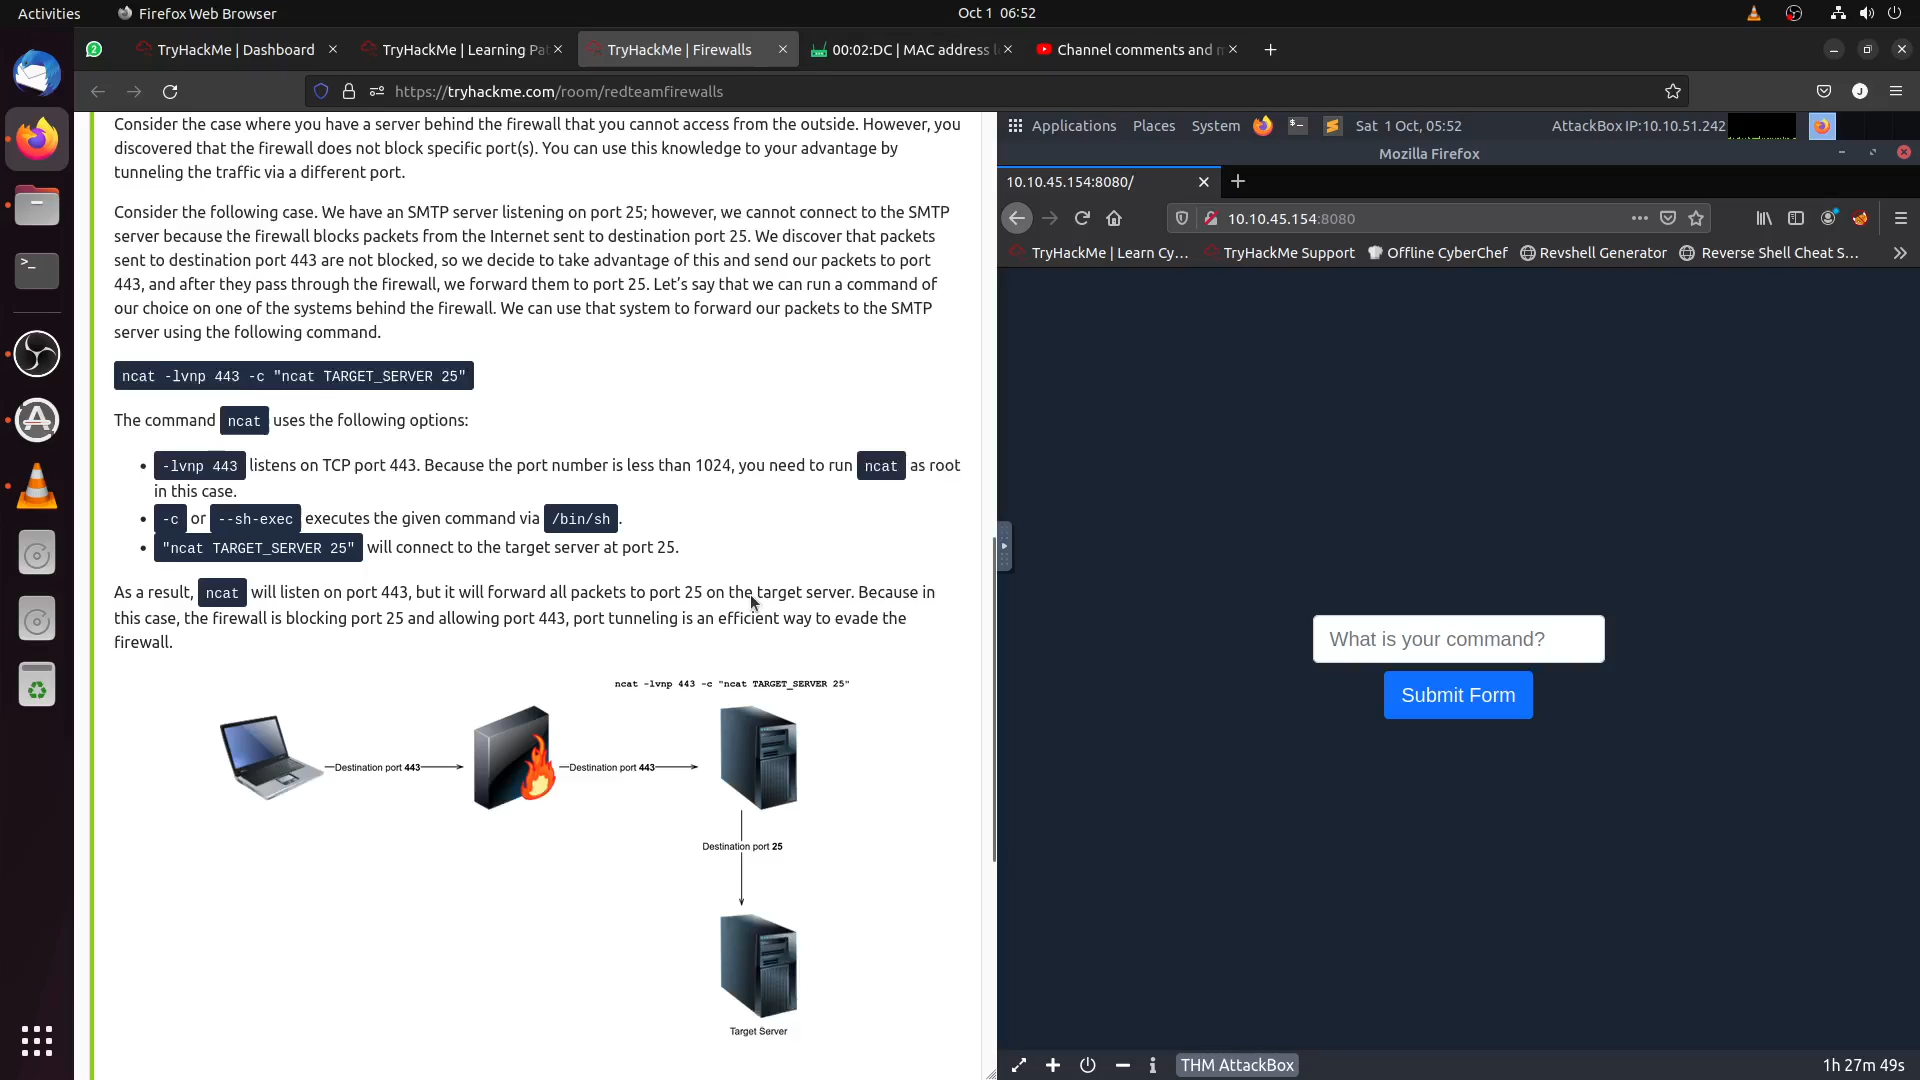 Activities
Firefox Web Browser
Oct 1 06:52
TryHackMe | Dashboard
TryHackMe | Learning Pa
TryHackMe | Firewalls
00:02:DC | MAC address l
Channel comments and m
https://tryhackme.com/room/redteamfirewalls
J
Consider the case where you have a server behind the firewall that you cannot access from the outside. However, you
discovered that the firewall does not block specific port(s). You can use this knowledge to your advantage by
tunneling the traffic via a different port.
Consider the following case. We have an SMTP server listening on port 25; however, we cannot connect to the SMTP
server because the firewall blocks packets from the Internet sent to destination port 25. We discover that packets
sent to destination port 443 are not blocked, so we decide to take advantage of this and send our packets to port
443, and after they pass through the firewall, we forward them to port 25. Let's say that we can run a command of
our choice on one of the systems behind the firewall. We can use that system to forward our packets to the SMTP
server using the following command.
ncat -lvnp 443 -c "ncat TARGET_SERVER 25"
The command ncat uses the following options:
• -lvnp 443 listens on TCP port 443. Because the port number is less than 1024, you need to run ncat as root
in this case.
• -c or --sh-exec executes the given command via /bin/sh.
• "ncat TARGET_SERVER 25" will connect to the target server at port 25.
As a result, ncat will listen on port 443, but it will forward all packets to port 25 on the target server. Because in
this case, the firewall is blocking port 25 and allowing port 443, port tunneling is an efficient way to evade the
firewall.
ncat -lvnp 443 -c "ncat TARGET_SERVER 25"
Destination port 443
Destination port 443
Destination port 25
Target Server
Applications Places System
Sat 1 Oct, 05:52
AttackBox IP:10.10.51.242
Mozilla Firefox
10.10.45.154:8080/
10.10.45.154:8080
TryHackMe | Learn Cy…
TryHackMe Support
Offline CyberChef
Revshell Generator
Reverse Shell Cheat S…
What is your command?
Submit Form
THM AttackBox
1h 27m 49s